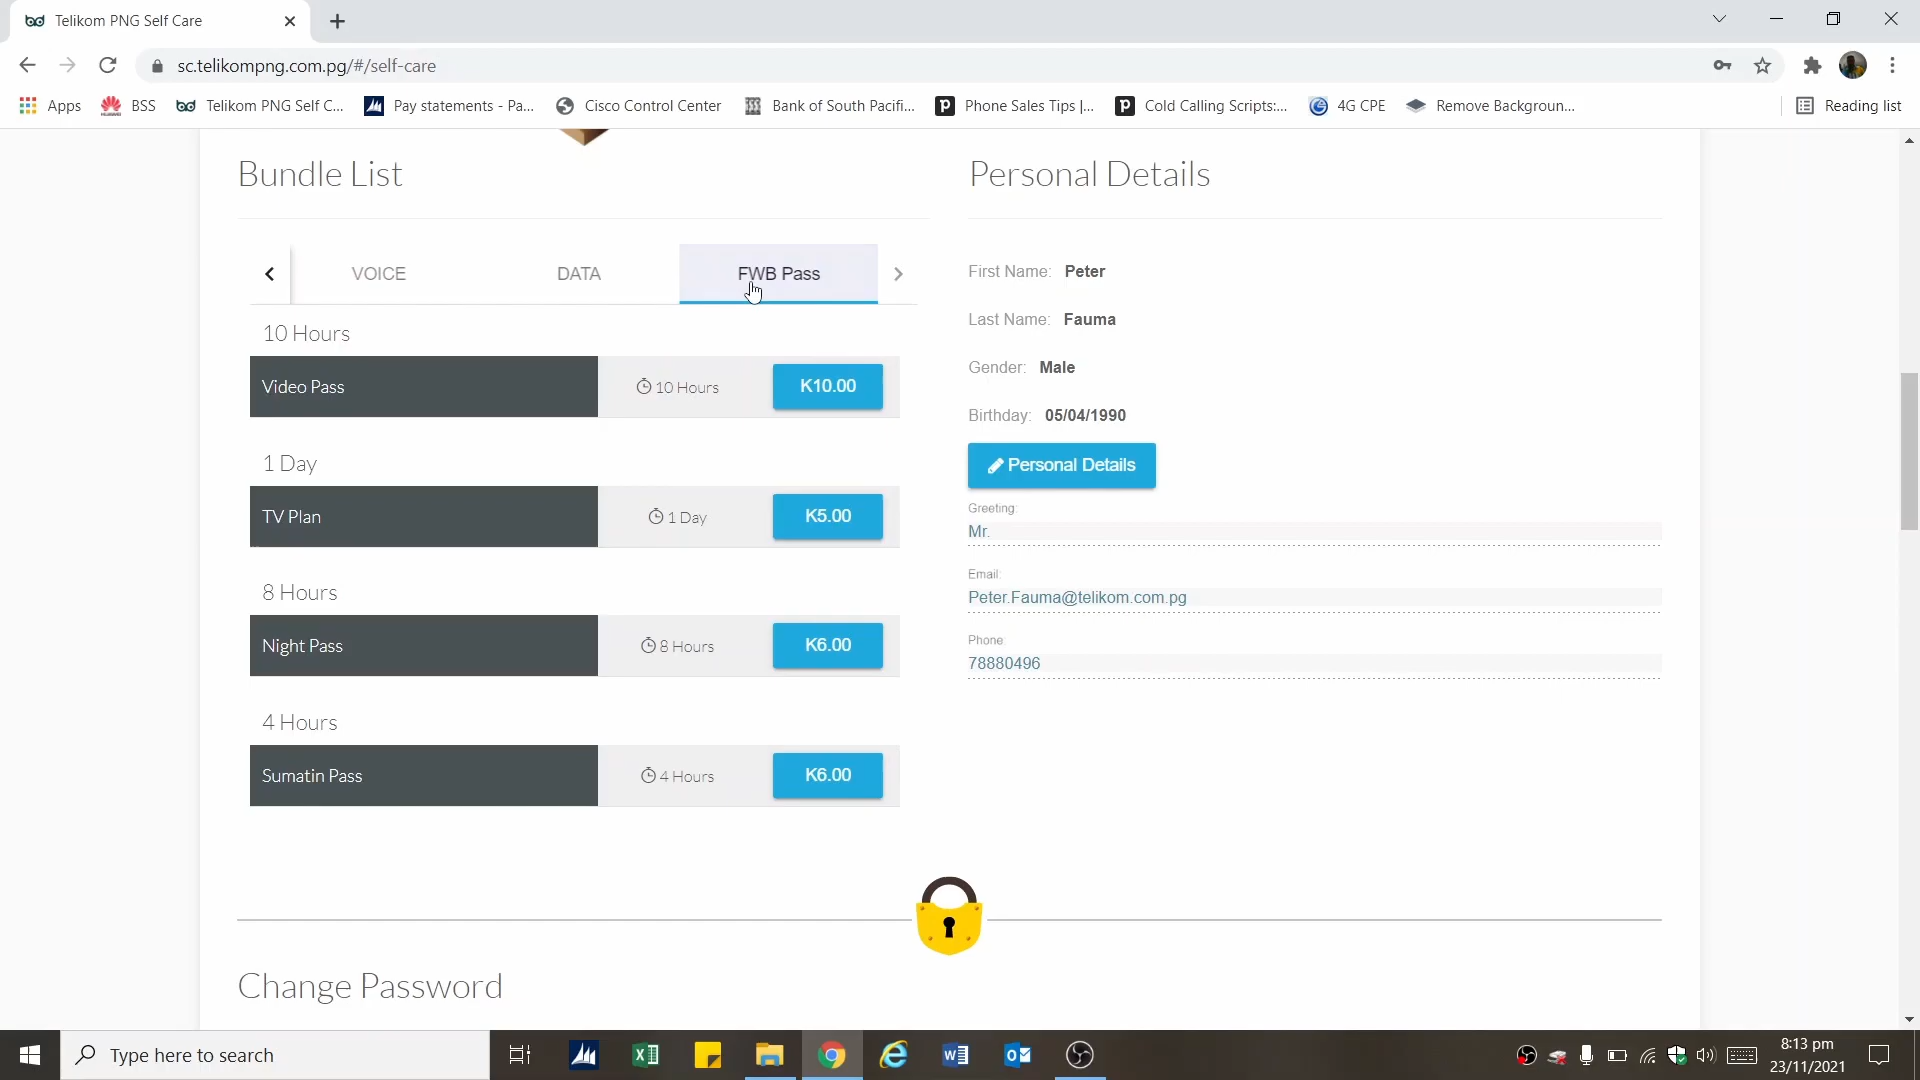 Telikom PNG Self Care
sc.telikompng.com.pg/#/self-care
Apps
BSS
Telikom PNG Self C...
Pay statements - Pa...
Cisco Control Center
Bank of South Pacifi...
Phone Sales Tips |...
Cold Calling Scripts:...
4G CPE
Remove Backgroun...
Reading list
Bundle List
VOICE
DATA
FWB Pass
10 Hours
Video Pass
10 Hours
K10.00
1 Day
TV Plan
1 Day
K5.00
8 Hours
Night Pass
8 Hours
K6.00
4 Hours
Sumatin Pass
4 Hours
K6.00
Personal Details
First Name: Peter
Last Name: Fauma
Gender: Male
Birthday: 05/04/1990
Personal Details
Greeting:
Mr.
Email:
Peter.Fauma@telikom.com.pg
Phone:
78880496
Change Password
Type here to search
8:13 pm
23/11/2021